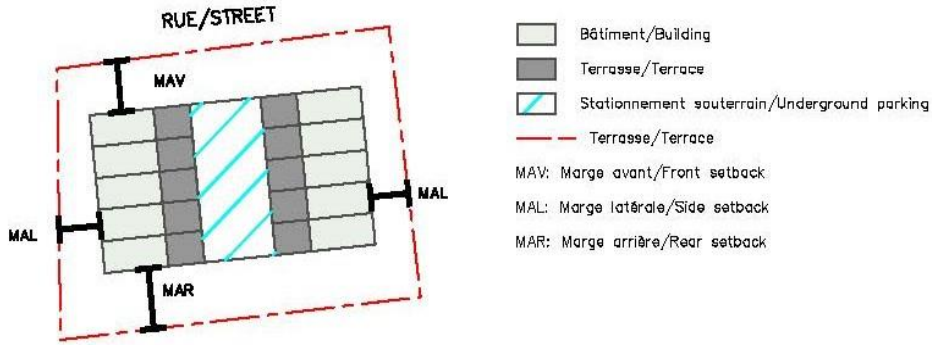 RUE/STREET
MAV
MAL
MAL
MAR
Bâtiment/Building
Terrasse/Terrace
Stationnement souterrain/Underground parking
Terrasse/Terrace
MAV: Marge avant/Front setback
MAL: Marge latérale/Side setback
MAR: Marge arrière/Rear setback